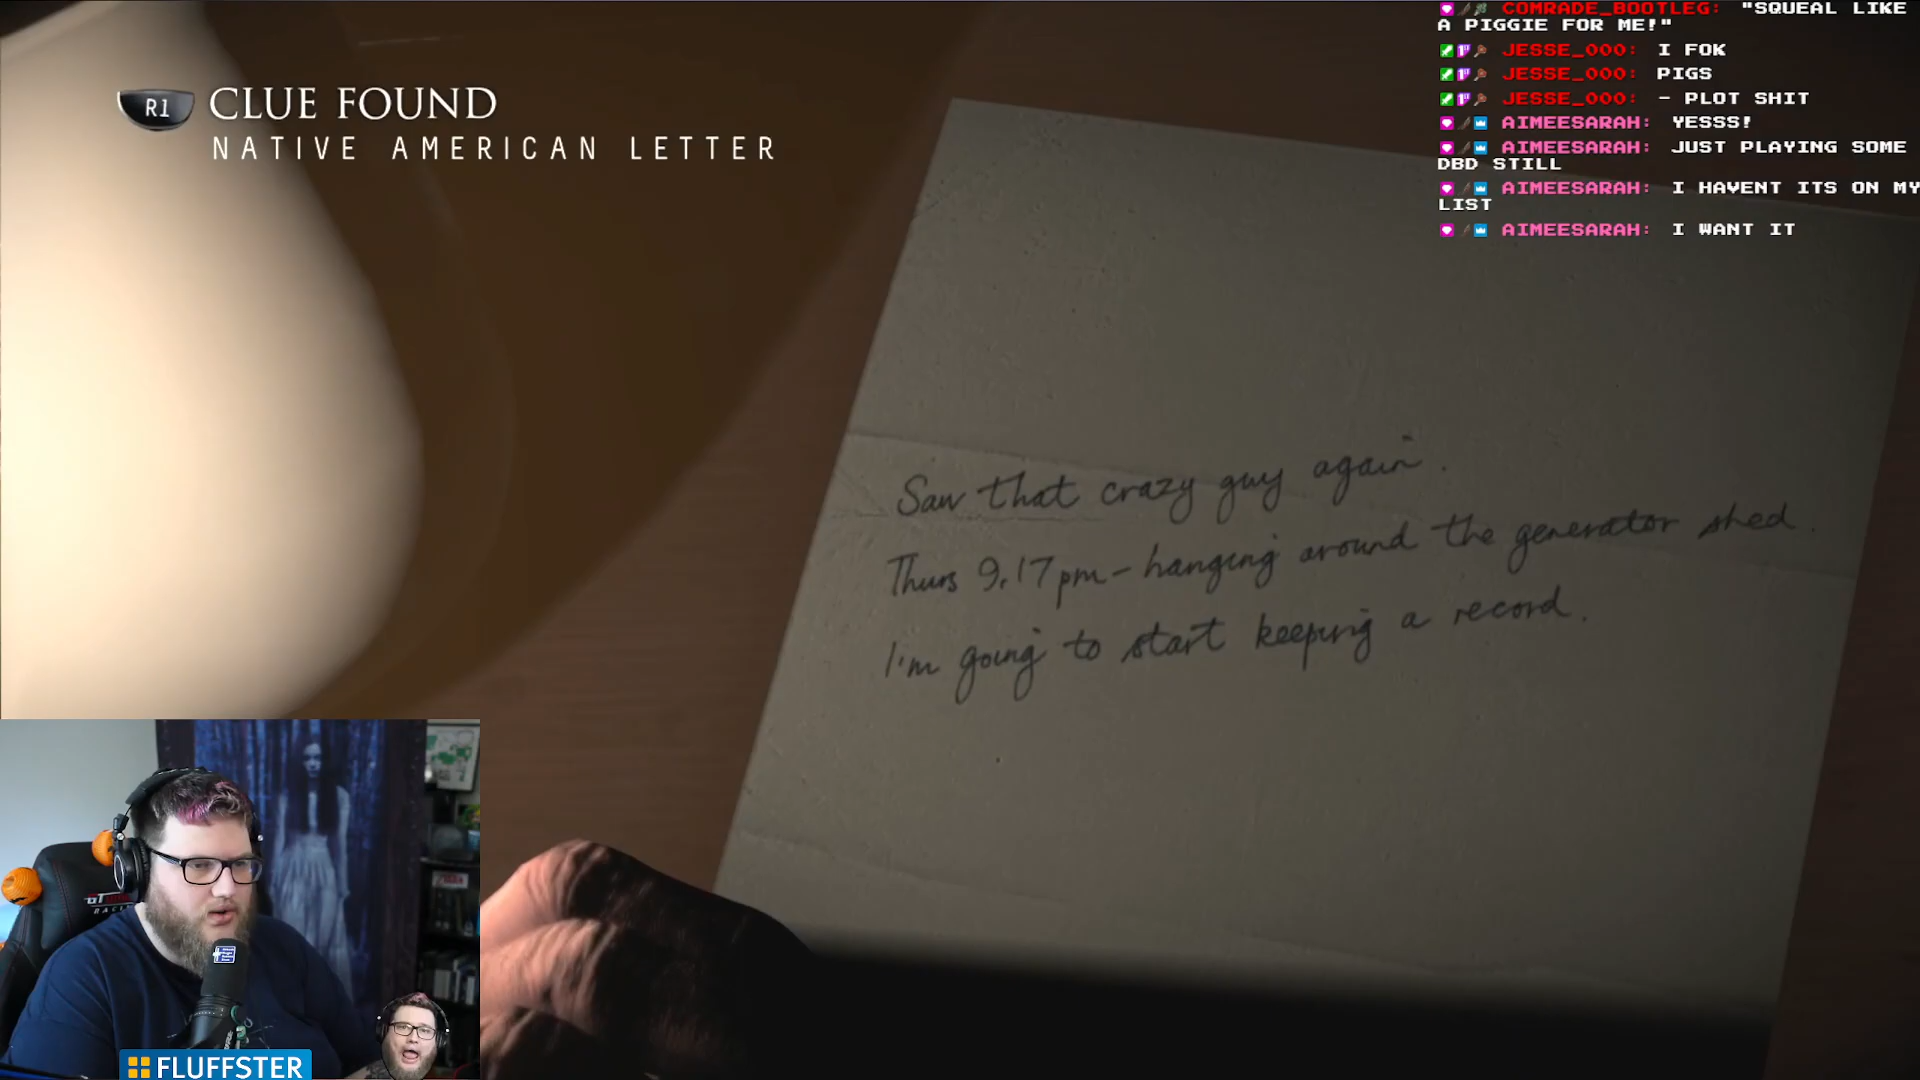 R1 CLUE FOUND
NATIVE AMERICAN LETTER
COMRADE_BOOTLEG: "SQUEAL LIKE
A PIGGIE FOR ME!"
JESSE_000: I FOK
JESSE_000: PIGS
JESSE_000: - PLOT SHIT
AIMEESARAH: YESSS!
AIMEESARAH: JUST PLAYING SOME
DBD STILL
AIMEESARAH: I HAVENT ITS ON MY
LIST
AIMEESARAH: I WANT IT
Saw that crazy guy again.
Thurs 9.17pm - hanging around the generator shed.
I'm going to start keeping a record.
FLUFFSTER